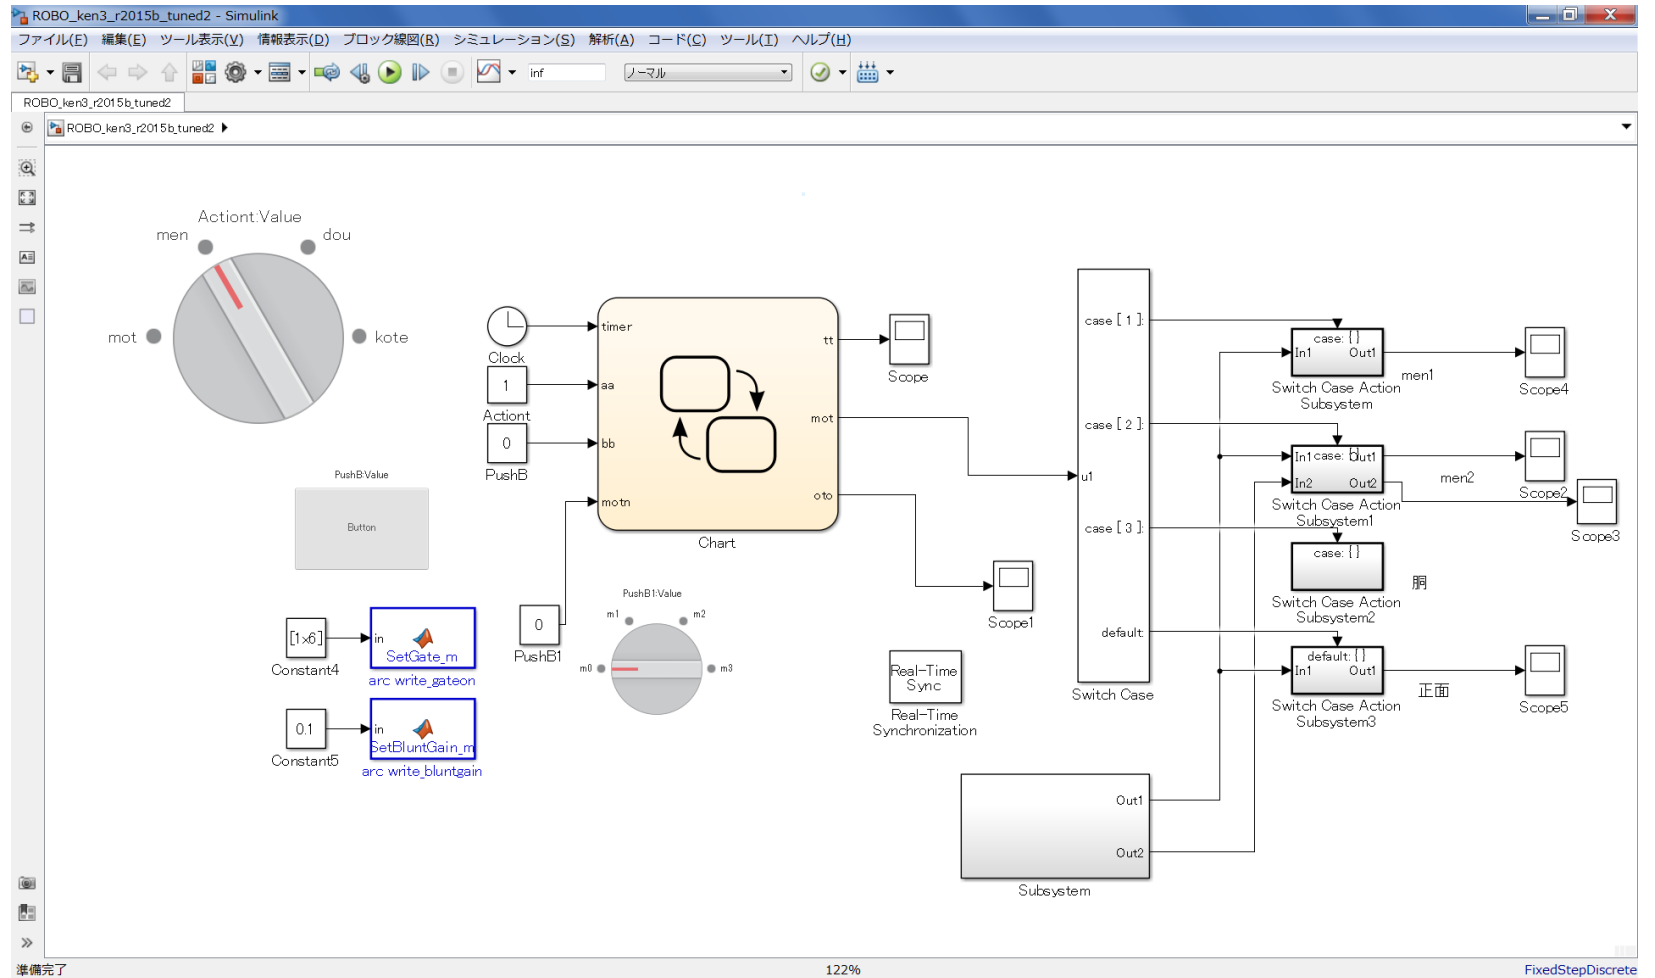 ROBO_ken3_r2015b_tuned2 - Simulink
ファイル(F) 編集(E) ツール表示(V) 情報表示(D) ブロック線図(R) シミュレーション(S) 解析(A) コード(C) ツール(T) ヘルプ(H)
inf
ノーマル
ROBO_ken3_r2015b_tuned2
ROBO_ken3_r2015b_tuned2
Actiont:Value
men
dou
mot
kote
PushB:Value
Button
Clock
1
Actiont
0
PushB
timer
aa
bb
motn
tt
mot
oto
Chart
Scope
Scope1
0
PushB1
PushB1:Value
m1
m2
m0
m3
[1x6]
Constant4
in
SetGate_m
arc write_gateon
0.1
Constant5
in
SetBluntGain_m
arc write_bluntgain
Real-Time
Sync
Real-Time
Synchronization
u1
case [ 1 ]:
case [ 2 ]:
case [ 3 ]:
default:
Switch Case
case: { }
In1
Out1
Switch Case Action
Subsystem
men1
Scope4
In1
case: { }
Out1
In2
Out2
Switch Case Action
Subsystem1
men2
Scope2
Scope3
case: { }
Switch Case Action
Subsystem2
胴
default: { }
In1
Out1
Switch Case Action
Subsystem3
正面
Scope5
Out1
Out2
Subsystem
準備完了
122%
FixedStepDiscrete